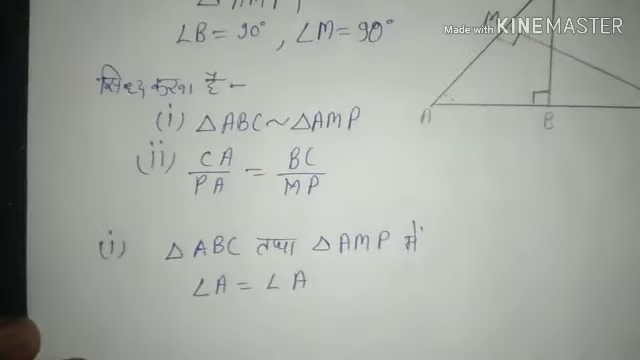 ∠B = 90° , ∠M = 90°
सिद्ध करना है –
(i) △ABC ~ △AMP
(ii) CA/PA = BC/MP
(i) △ABC तथा △AMP में
∠A = ∠A
Made with KINEMASTER
M
A
B